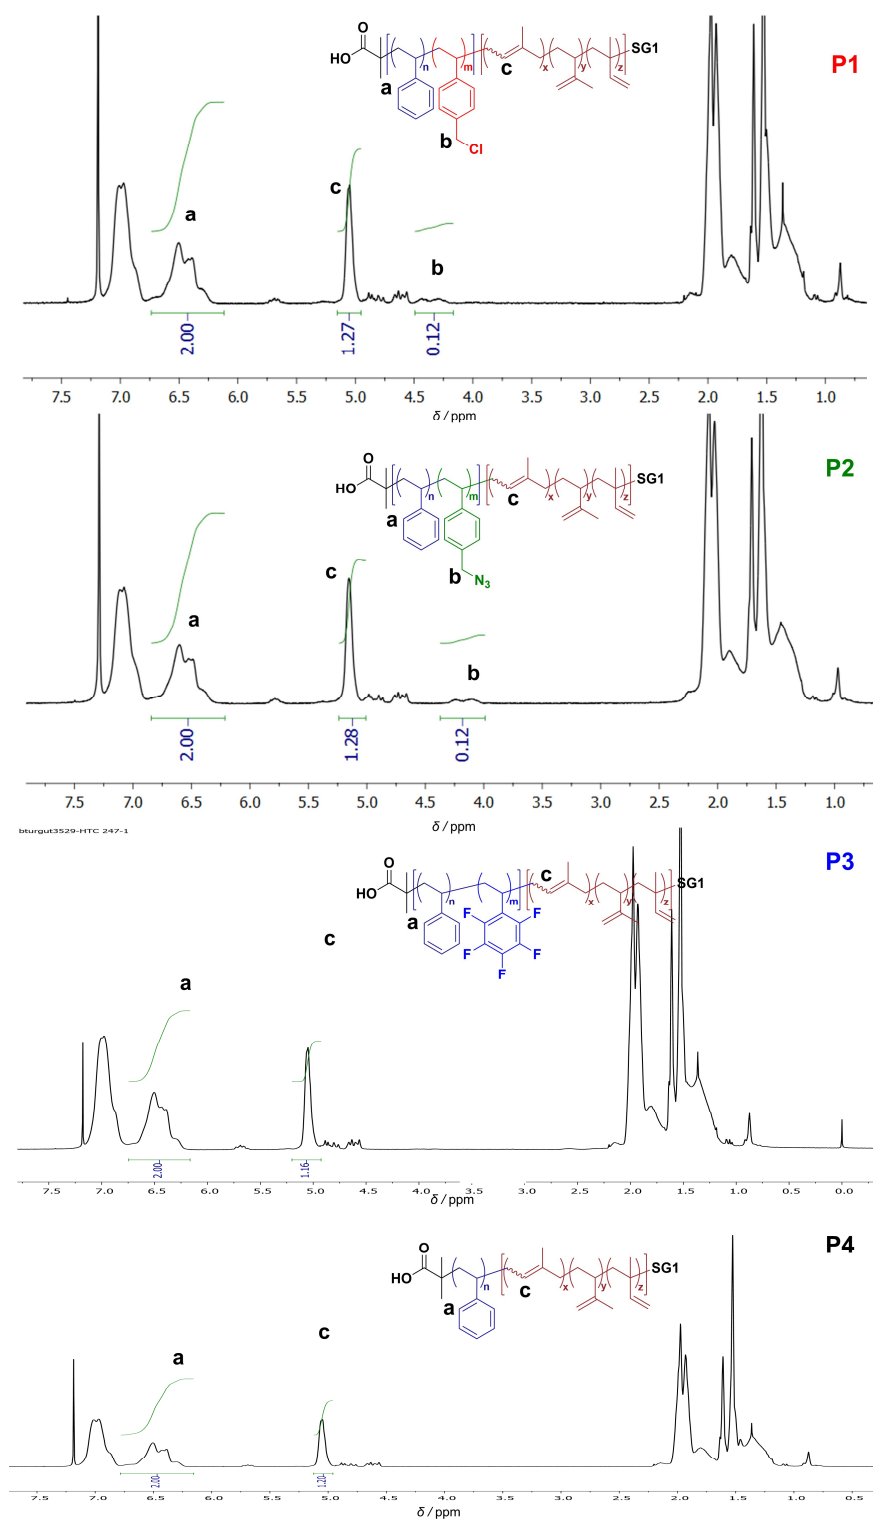 P1
O
HO
SG1
n
m
x
y
z
a
c
b
Cl
a
c
b
2.00
1.27
0.12
7.5 7.0 6.5 6.0 5.5 5.0 4.5 4.0 3.5 3.0 2.5 2.0 1.5 1.0
δ / ppm
P2
O
HO
SG1
n
m
x
y
z
a
c
b
N3
a
c
b
2.00
1.28
0.12
7.5 7.0 6.5 6.0 5.5 5.0 4.5 4.0 3.5 3.0 2.5 2.0 1.5 1.0
δ / ppm
bturgut3529-HTC 247-1
P3
O
HO
SG1
n
m
x
y
z
a
c
F
F
F
F
F
a
c
2.00
1.16
7.5 7.0 6.5 6.0 5.5 5.0 4.5 4.0 3.5 3.0 2.5 2.0 1.5 1.0 0.5 0.0
δ / ppm
P4
O
HO
SG1
n
x
y
z
a
c
a
c
2.00
1.20
7.5 7.0 6.5 6.0 5.5 5.0 4.5 4.0 3.5 3.0 2.5 2.0 1.5 1.0 0.5
δ / ppm